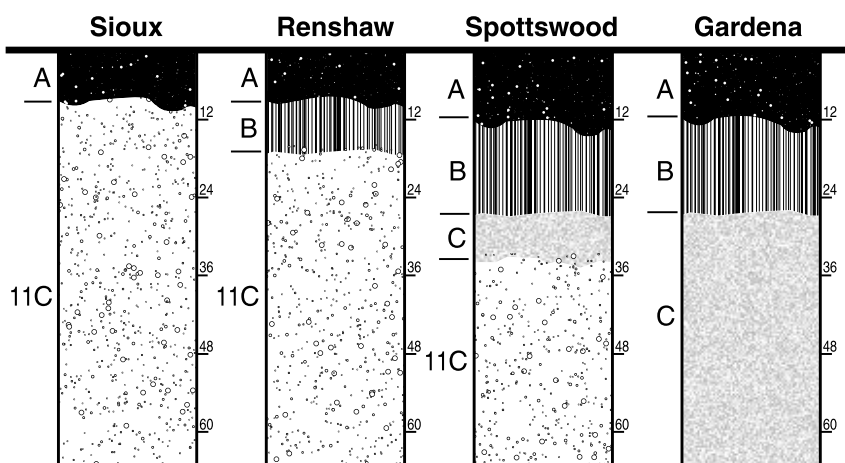 Sioux Renshaw Spottswood Gardena
A A A A
12 12 12 12
B B B
24 24 24 24
C
36 36 36 36
11C 11C C
48 48 48 48
11C
60 60 60 60